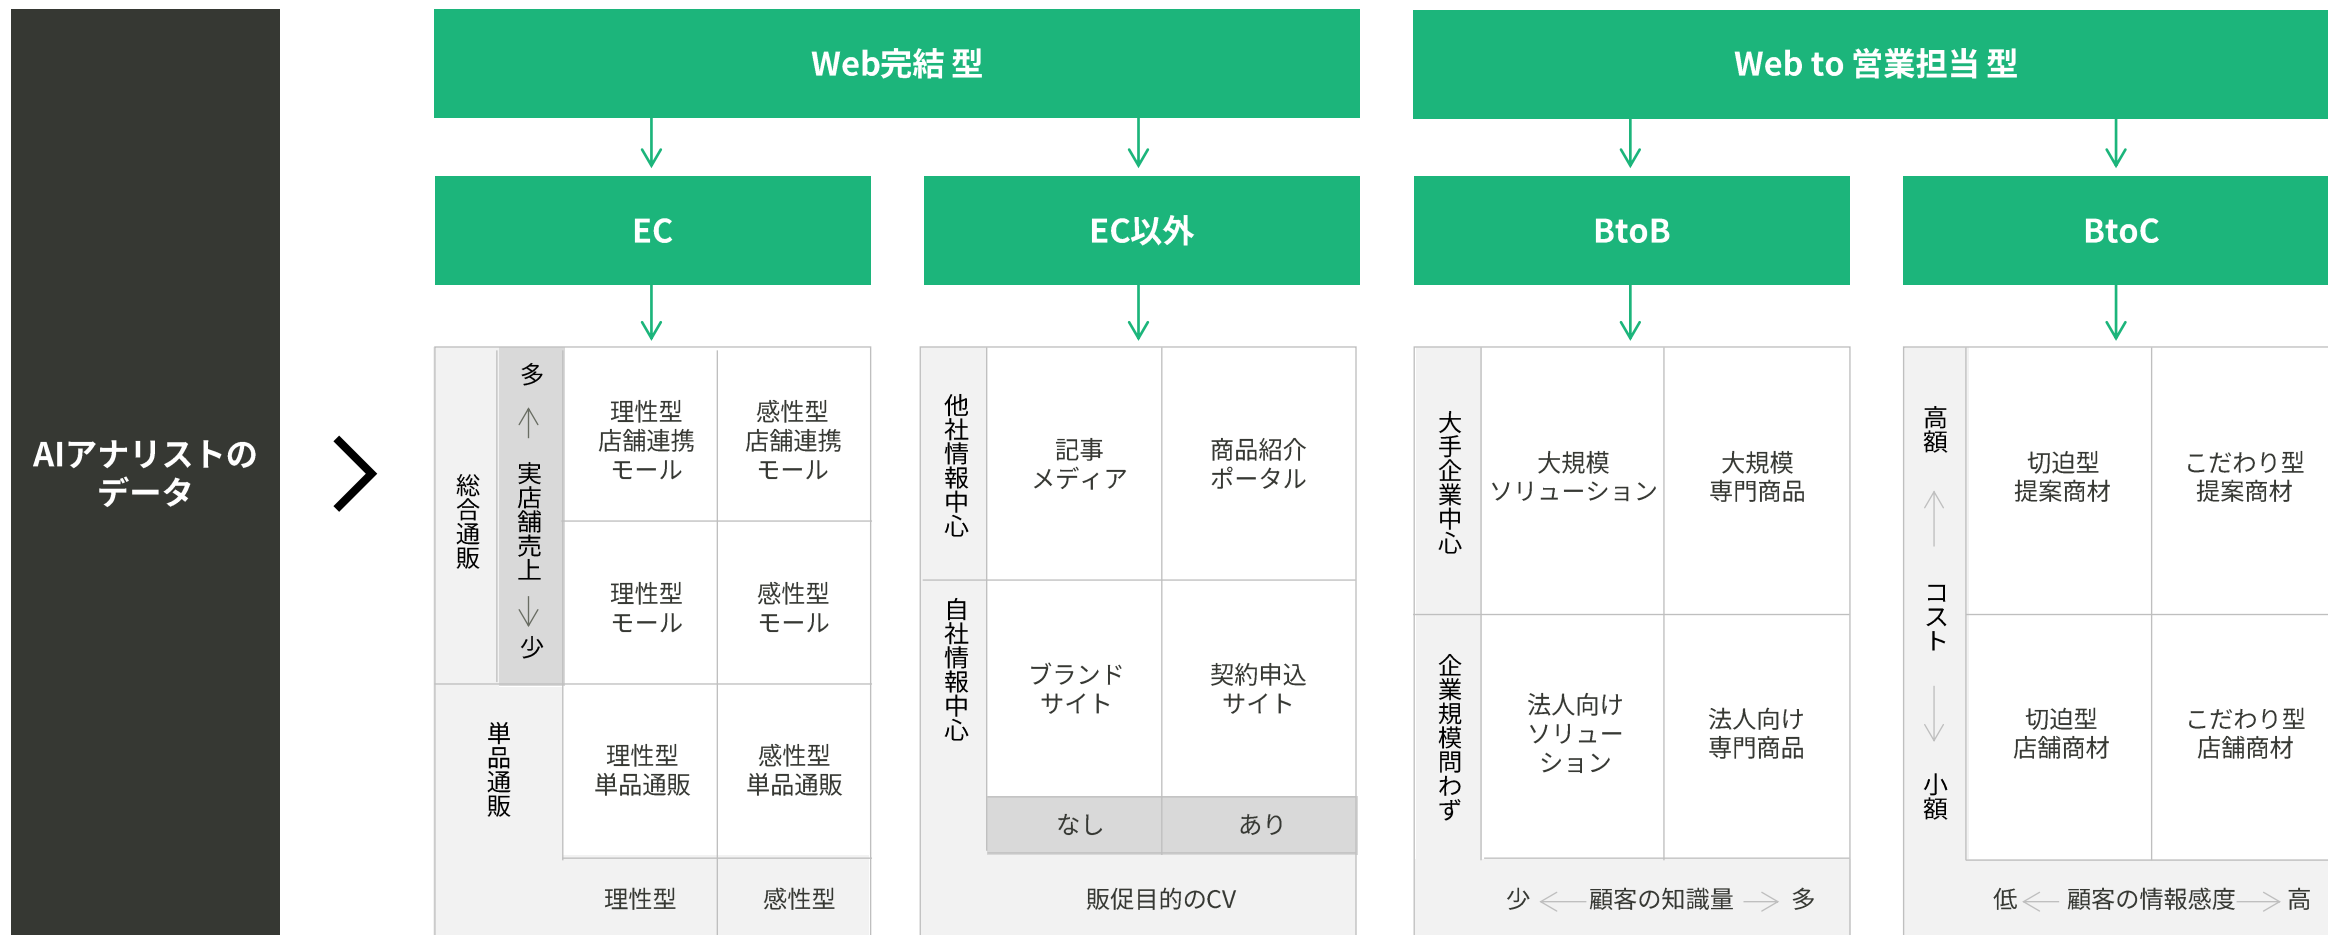 AIアナリストの
データ
Web完結 型
Web to 営業担当 型
EC
EC以外
BtoB
BtoC
総合通販
多
実店舗売上
少
理性型
店舗連携
モール
感性型
店舗連携
モール
理性型
モール
感性型
モール
単品通販
理性型
単品通販
感性型
単品通販
理性型
感性型
他社情報中心
記事
メディア
商品紹介
ポータル
自社情報中心
ブランド
サイト
契約申込
サイト
なし
あり
販促目的のCV
大手企業中心
大規模
ソリューション
大規模
専門商品
企業規模問わず
法人向け
ソリュー
ション
法人向け
専門商品
少
顧客の知識量
多
高額
コスト
小額
切迫型
提案商材
こだわり型
提案商材
切迫型
店舗商材
こだわり型
店舗商材
低
顧客の情報感度
高